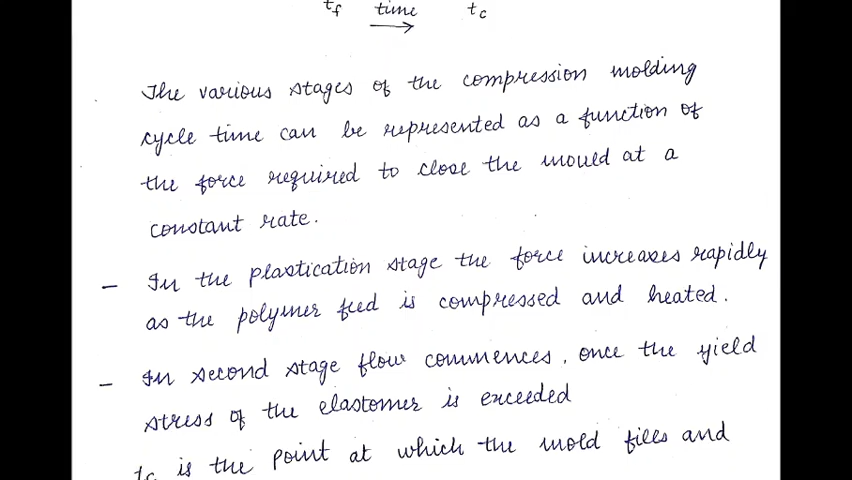 tf time tc
The various stages of the compression molding
cycle time can be represented as a function of
the force required to close the mould at a
constant rate.
- In the plastication stage the force increases rapidly
as the polymer feed is compressed and heated.
- In second stage flow commences, once the yield
stress of the elastomer is exceeded
tc is the point at which the mold fills and